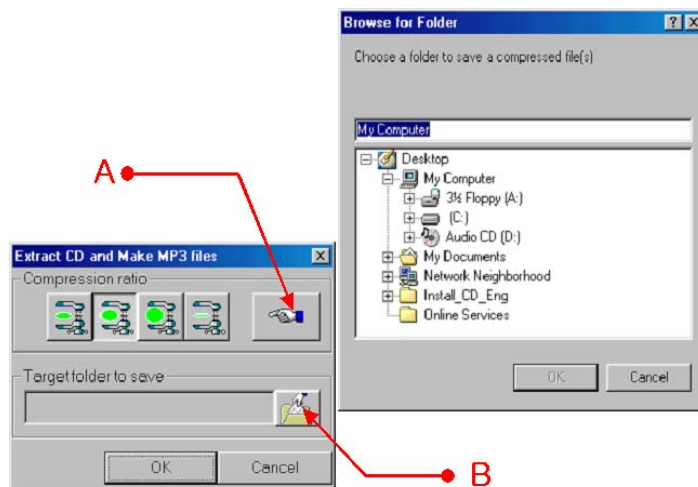 Browse for Folder
Choose a folder to save a compressed file(s)
My Computer
Desktop
My Computer
3½ Floppy (A:)
(C:)
Audio CD (D:)
My Documents
Network Neighborhood
Install_CD_Eng
Online Services
OK Cancel
A
Extract CD and Make MP3 files
Compression ratio
Target folder to save
OK Cancel
B